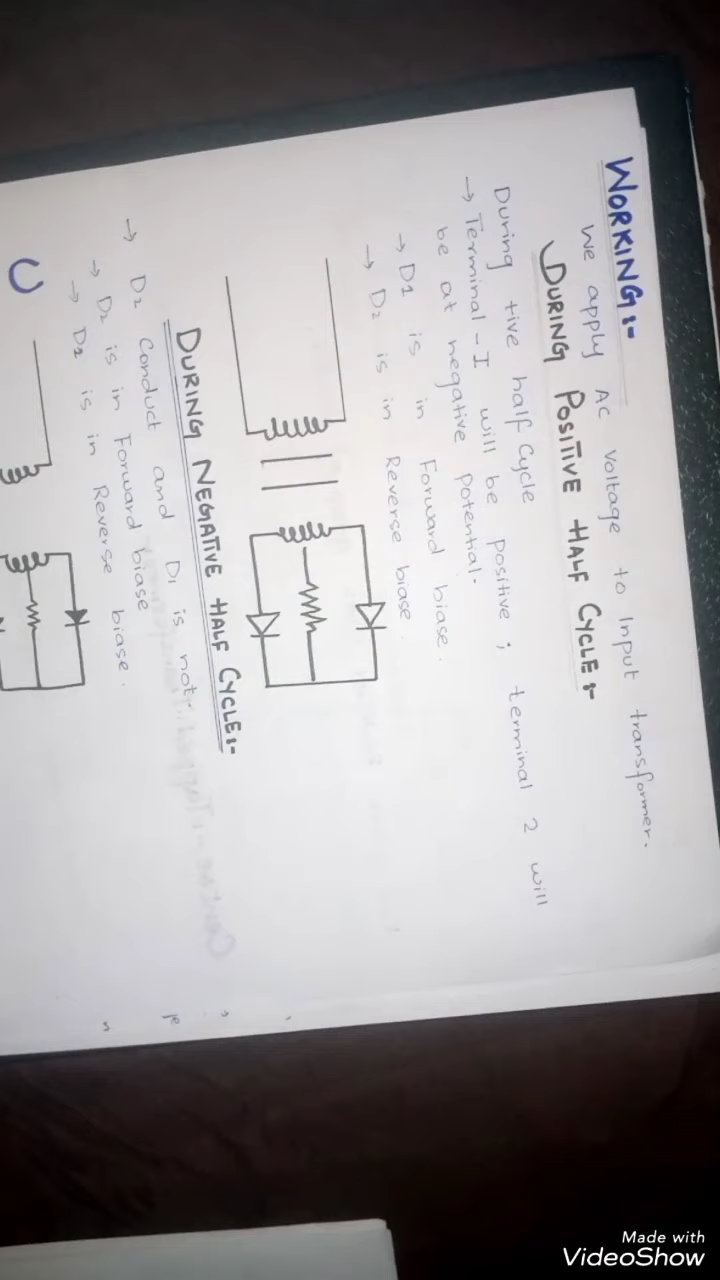 WORKING:-
We apply AC voltage to Input transformer.
DURING POSITIVE HALF CYCLE:-
During tive half Cycle
→ Terminal-I will be positive ; terminal 2 will
be at negative potential.
→ D1 is in Forward biase.
→ D2 is in Reverse biase.
DURING NEGATIVE HALF CYCLE:-
→ D2 Conduct and D1 is not.
→ D2 is in Forward biase
→ D1 is in Reverse biase.
Made with
VideoShow